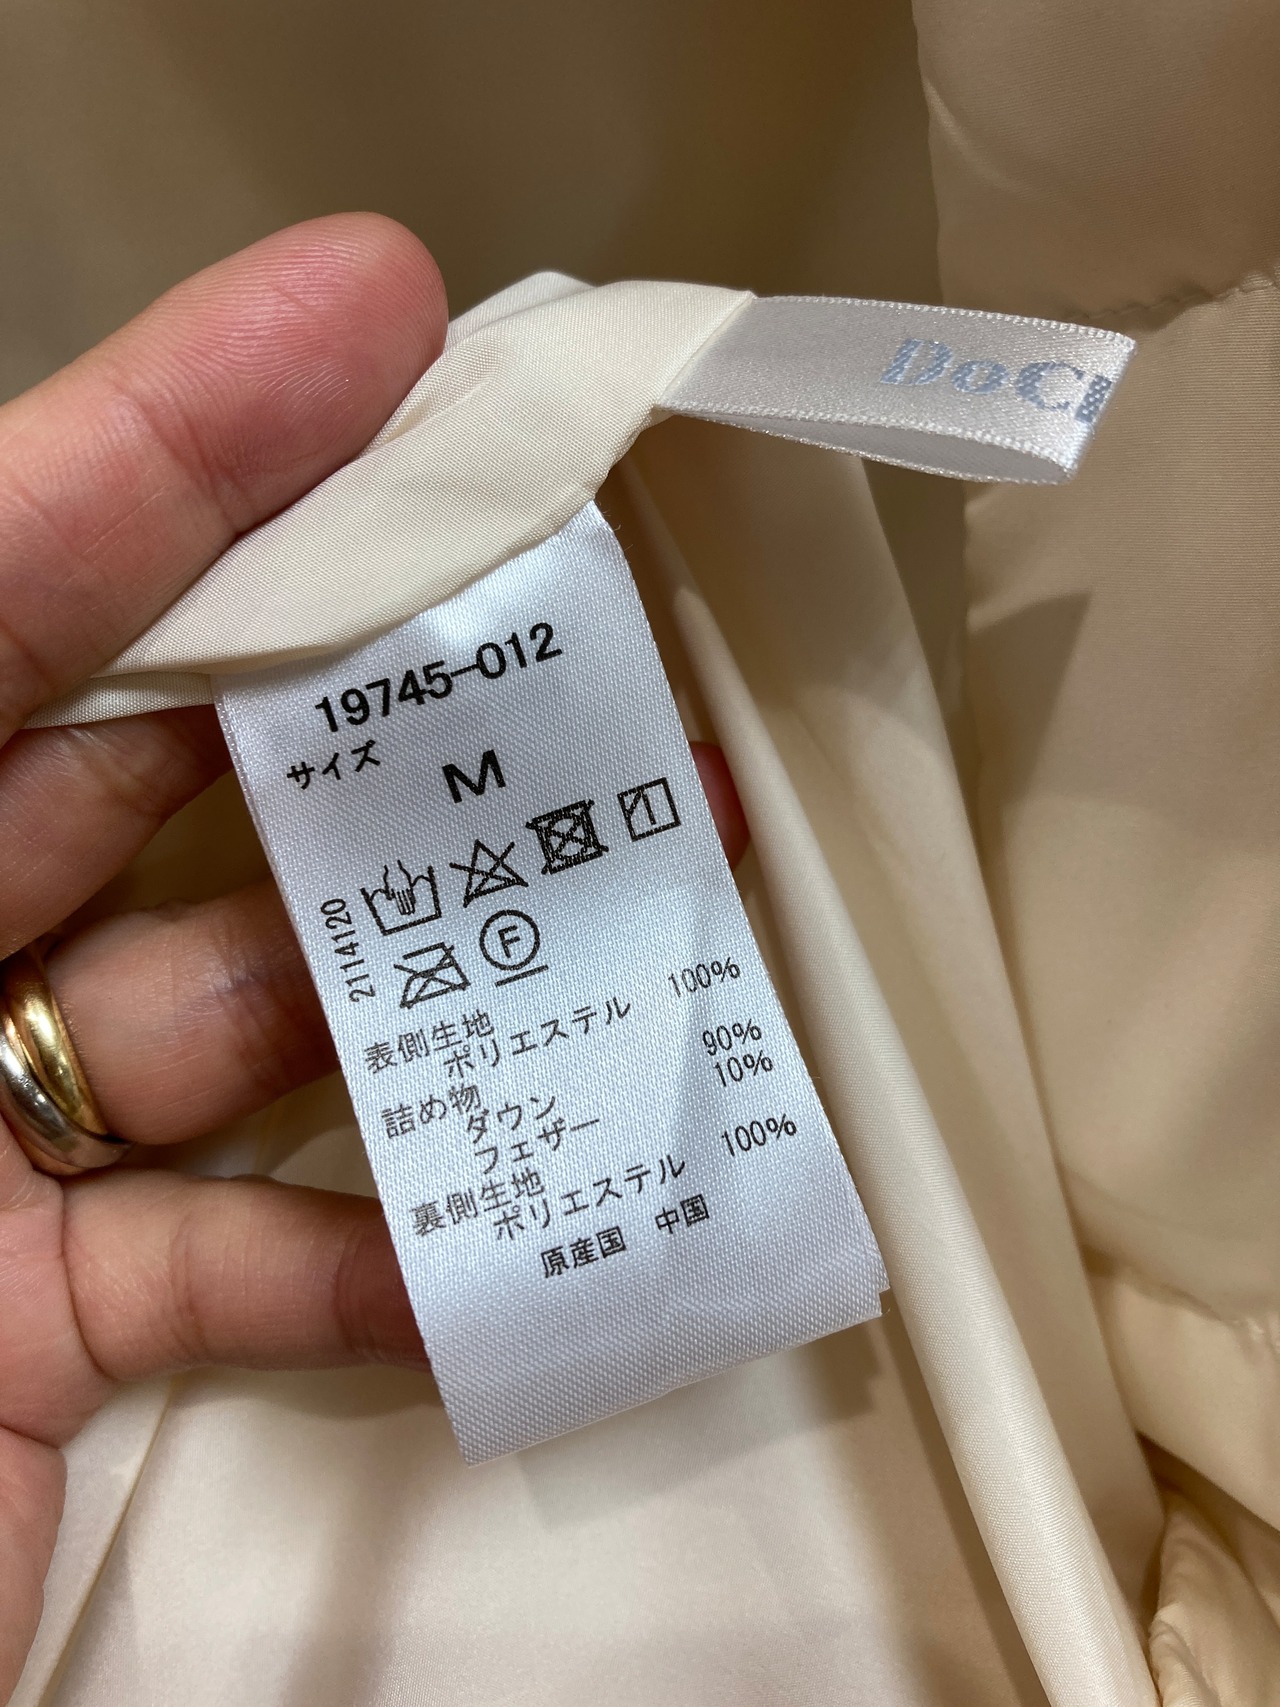 DoCl
19745-012
サイズ
M
F
2114120
表側生地
ポリエステル 100%
詰め物
ダウン 90%
フェザー 10%
裏側生地
ポリエステル 100%
原産国 中国